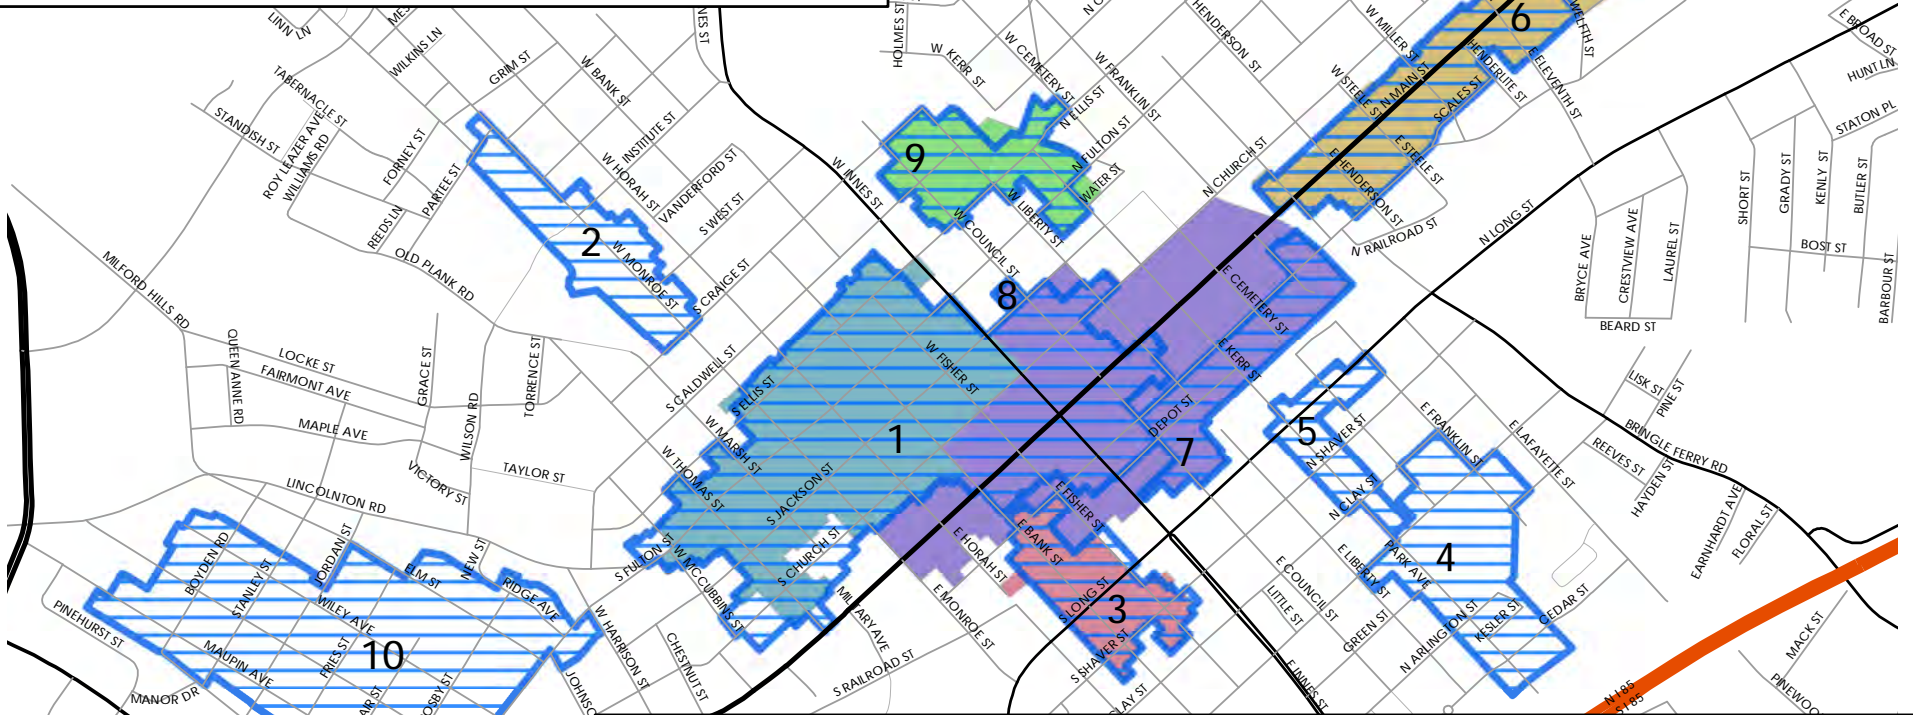 LINN LN
WILKINS LN
GRIM ST
W BANK ST
HOLMES ST
W KERR ST
W CEMETERY ST
W FRANKLIN ST
HENDERSON ST
W MILLER ST
6
E BROAD ST
HUNT LN
TABERNACLE ST
STANDISH ST
ROY LEAZER AVE
WILLIAMS RD
FORNEY ST
PARTEE ST
REEDS LN
OLD PLANK RD
W HORAH ST
INSTITUTE ST
VANDERFORD ST
S WEST ST
S CRAIGE ST
2
W MONROE ST
W INNES ST
9
N ELLIS ST
N FULTON ST
WATER ST
W LIBERTY ST
W COUNCIL ST
N CHURCH ST
W STEELE ST
N MAIN ST
SCALES ST
HENDERLITE ST
E ELEVENTH ST
E STEELE ST
E HENDERSON ST
N RAILROAD ST
N LONG ST
STATON PL
SHORT ST
GRADY ST
KENLY ST
BUTLER ST
BOST ST
BARBOUR ST
BRYCE AVE
CRESTVIEW AVE
LAUREL ST
BEARD ST
MILFORD HILLS RD
QUEEN ANNE RD
LOCKE ST
FAIRMONT AVE
MAPLE AVE
GRACE ST
WILSON RD
TORRENCE ST
VICTORY ST
TAYLOR ST
LINCOLNTON RD
S CALDWELL ST
S ELLIS ST
W MARSH ST
W THOMAS ST
W FISHER ST
8
E CEMETERY ST
E KERR ST
DEPOT ST
7
1
S JACKSON ST
S CHURCH ST
S FULTON ST
W MCCUBBINS ST
MILITARY AVE
5
N SHAVER ST
N CLAY ST
E FRANKLIN ST
E LAFAYETTE ST
LISK ST
PINE ST
BRINGLE FERRY RD
REEVES ST
HAYDEN ST
EARNHARDT AVE
FLORAL ST
4
PARK AVE
E LIBERTY ST
E COUNCIL ST
LITTLE ST
GREEN ST
N ARLINGTON ST
KESLER ST
CEDAR ST
E FISHER ST
E BANK ST
E HORAH ST
E MONROE ST
S LONG ST
3
S SHAVER ST
CLAY ST
E INNES ST
BOYDEN RD
STANLEY ST
JORDAN ST
ELM ST
NEW ST
RIDGE AVE
WILEY AVE
PINEHURST ST
MAUPIN AVE
FRIES ST
10
MANOR DR
W HARRISON ST
CHESTNUT ST
S RAILROAD ST
N I 85
S I 85
MACK ST